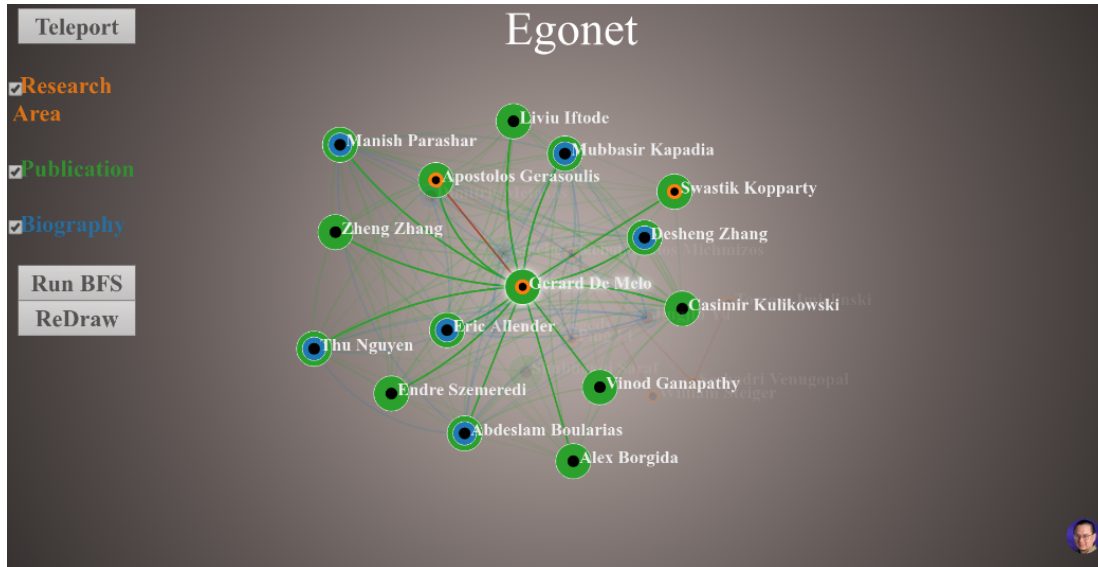 Teleport
Egonet
Research
Area
Publication
Biography
Run BFS
ReDraw
Liviu Iftode
Manish Parashar
Mubbasir Kapadia
Apostolos Gerasoulis
Swastik Kopparty
Zheng Zhang
Desheng Zhang
Gerard De Melo
Casimir Kulikowski
Eric Allender
Thu Nguyen
Endre Szemeredi
Vinod Ganapathy
William Steiger
Abdeslam Boularias
Alex Borgida